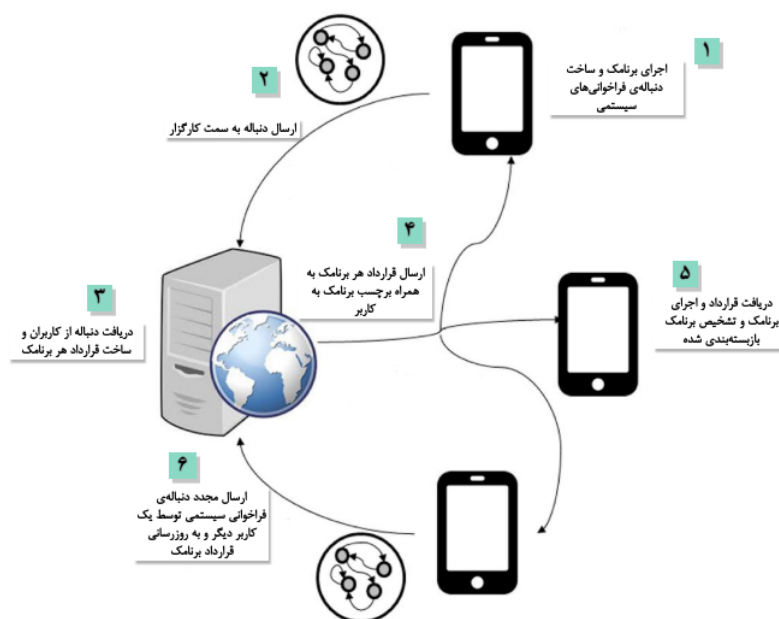 ۱
اجرای برنامک و ساخت
دنباله‌ی فراخوانی‌های
سیستمی
۲
ارسال دنباله به سمت کارگزار
۳
دریافت دنباله از کاربران و
ساخت قرارداد هر برنامک
۴
ارسال قرارداد هر برنامک به
همراه برچسب برنامک به
کاربر
۵
دریافت قرارداد و اجرای
برنامک و تشخیص برنامک
بازبسته‌بندی شده
۶
ارسال مجدد دنباله‌ی
فراخوانی سیستمی توسط یک
کاربر دیگر و به روزرسانی
قرارداد برنامک